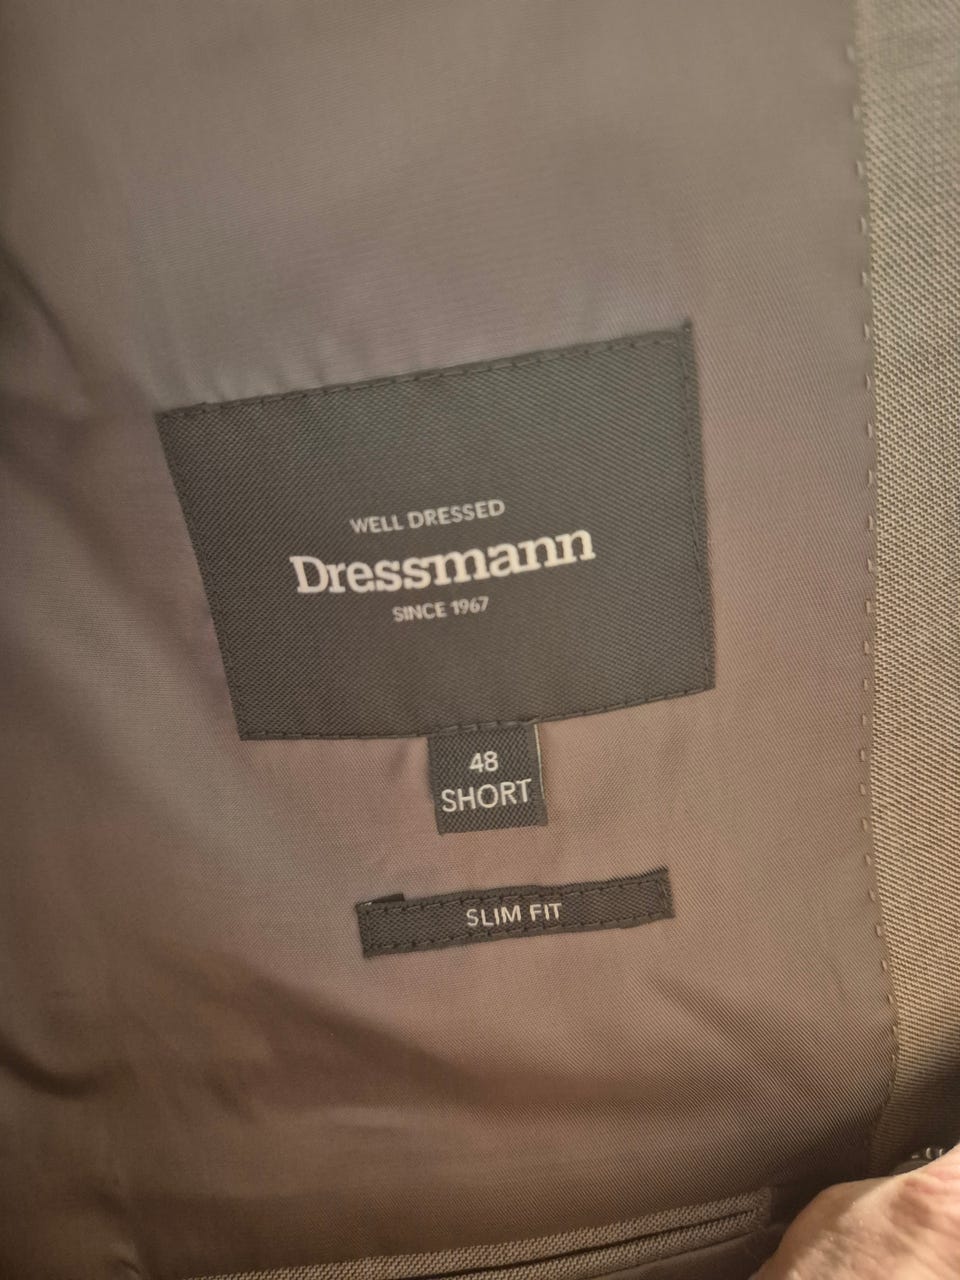 WELL DRESSED
Dressmann
SINCE 1967
48
SHORT
SLIM FIT